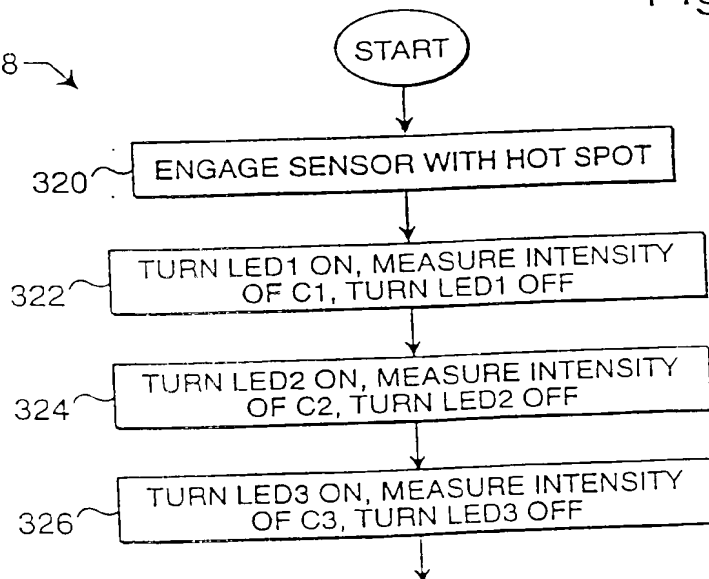 Fig
8
START
320
ENGAGE SENSOR WITH HOT SPOT
322
TURN LED1 ON, MEASURE INTENSITY
OF C1, TURN LED1 OFF
324
TURN LED2 ON, MEASURE INTENSITY
OF C2, TURN LED2 OFF
326
TURN LED3 ON, MEASURE INTENSITY
OF C3, TURN LED3 OFF